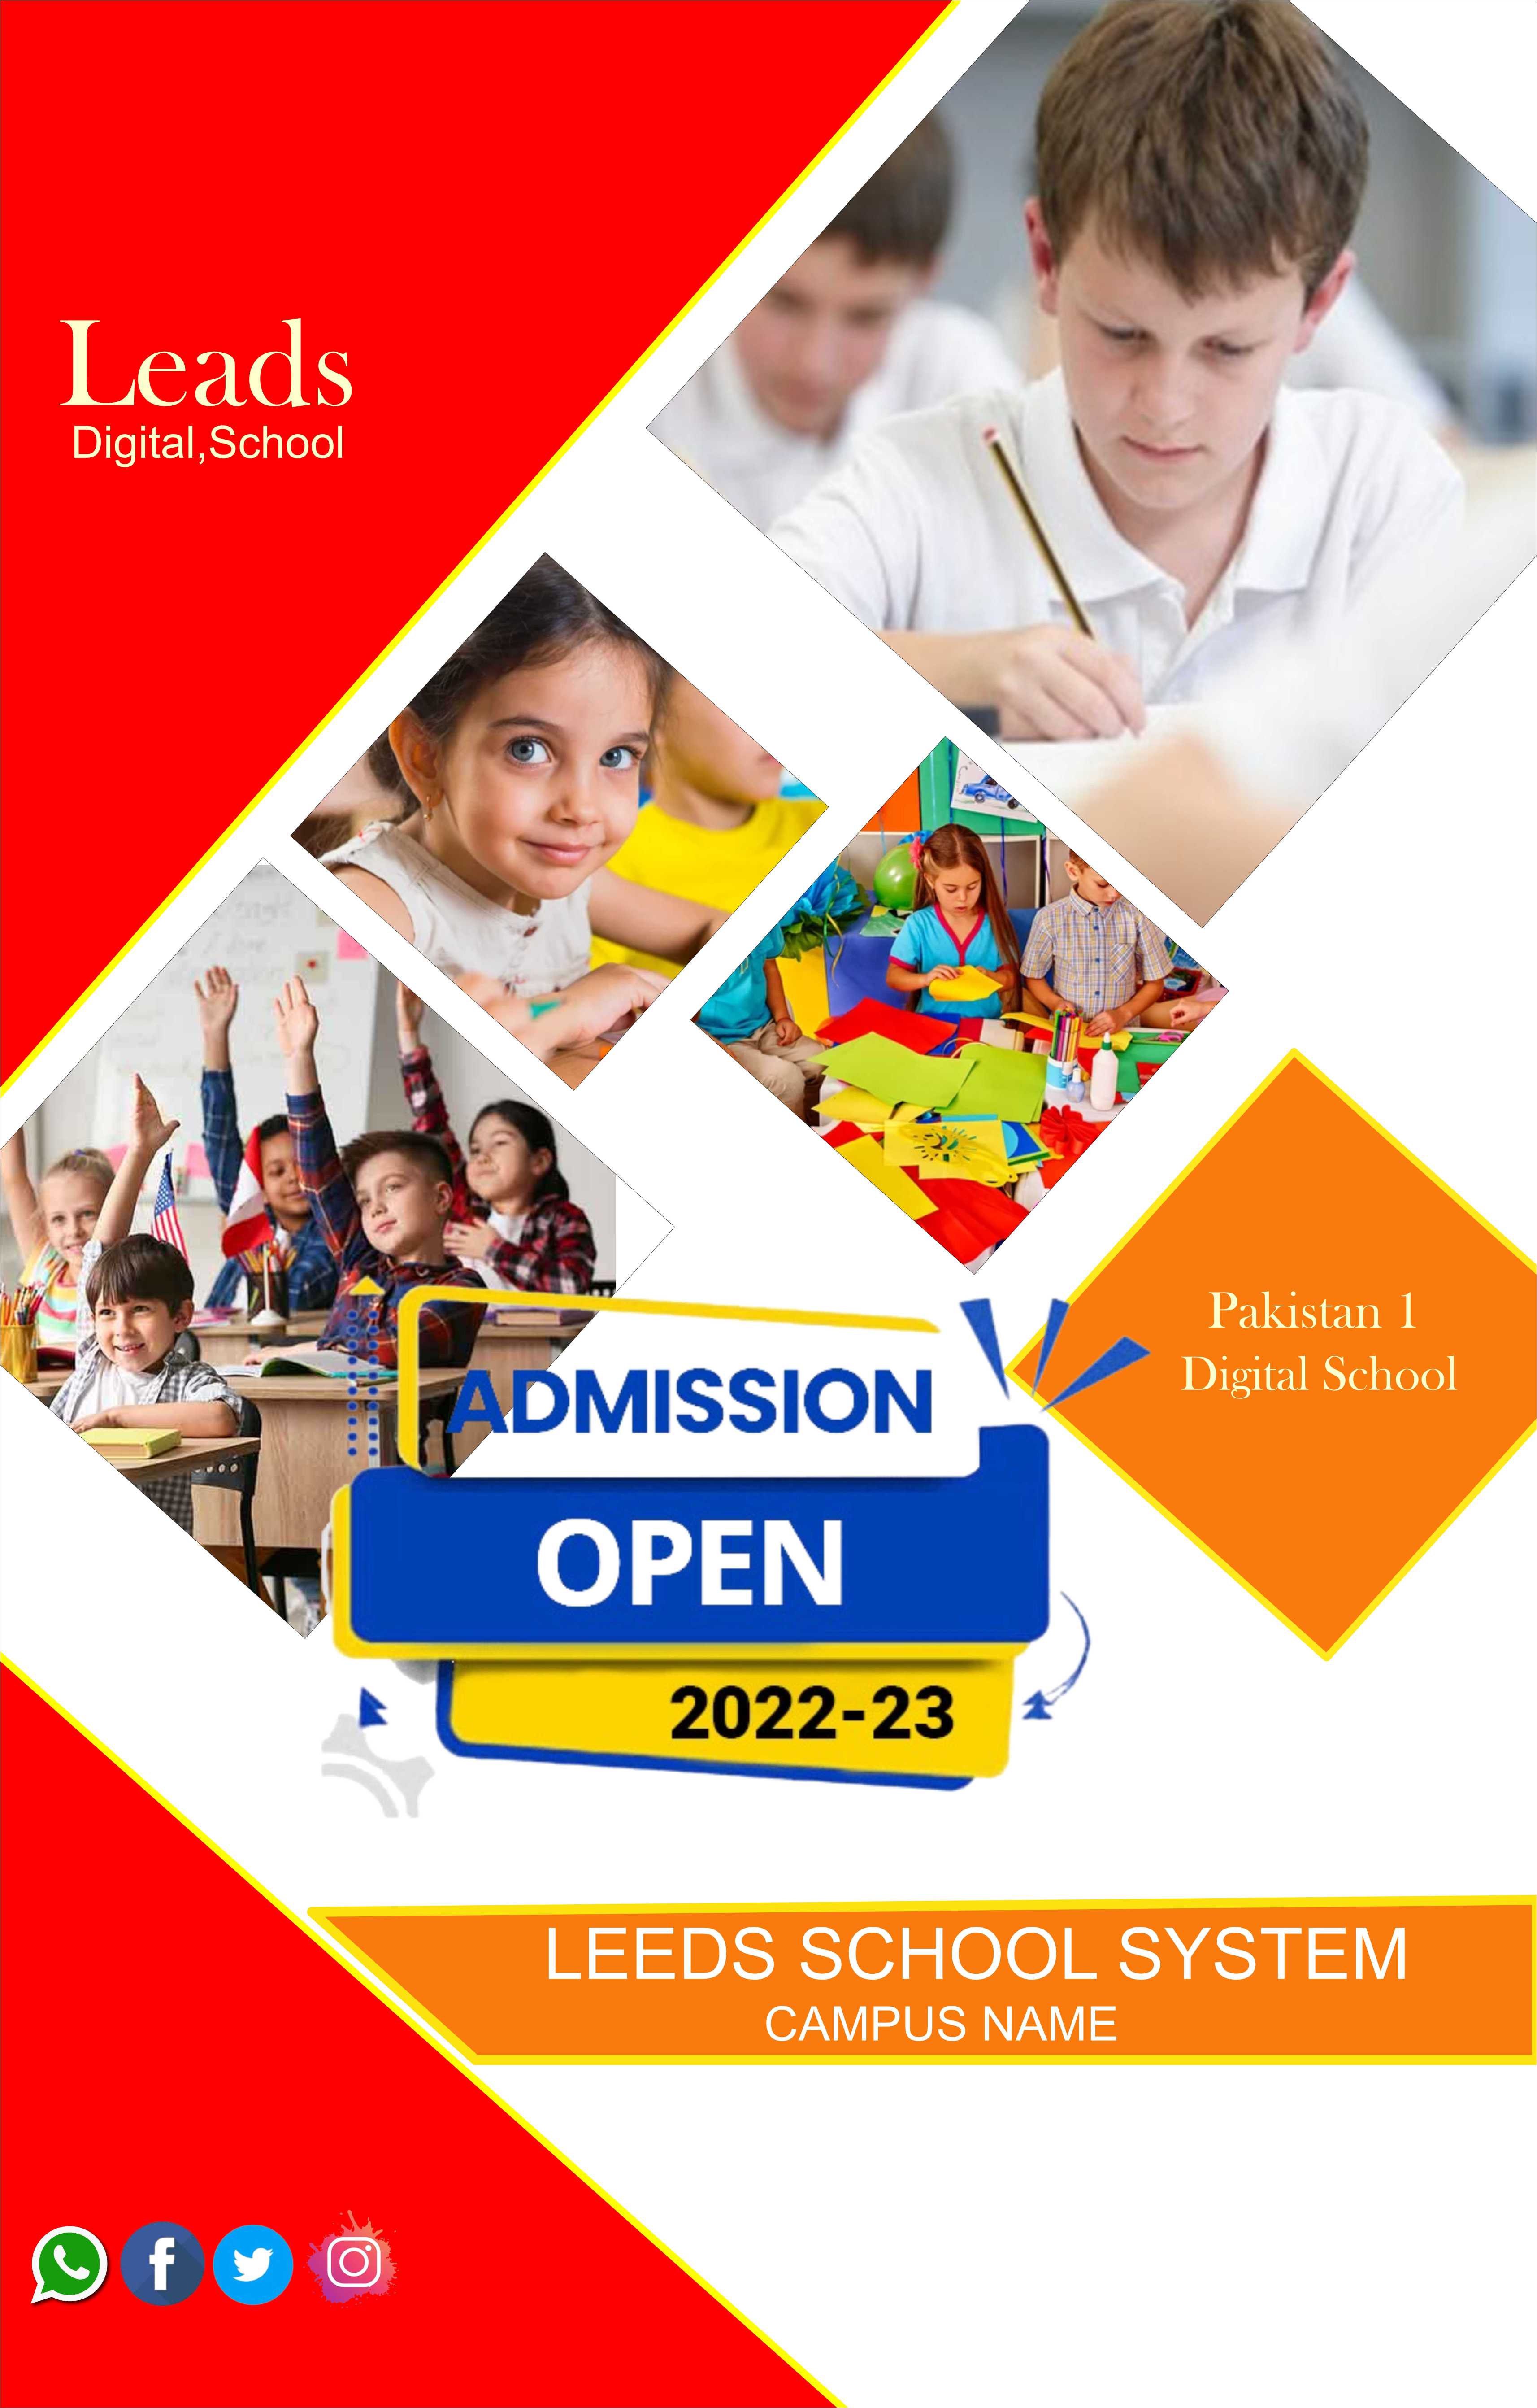 Leads
Digital,School
Pakistan 1
Digital School
ADMISSION
OPEN
2022-23
LEEDS SCHOOL SYSTEM
CAMPUS NAME